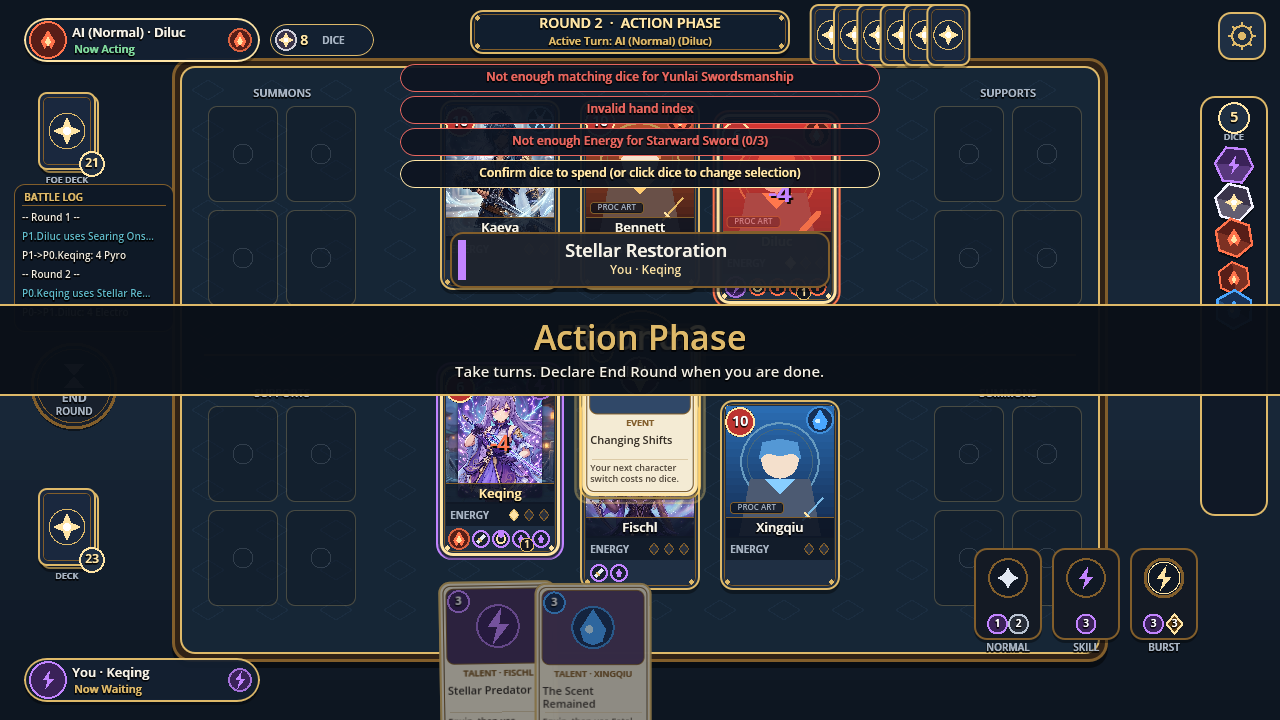 AI (Normal) · Diluc
Now Acting
8 DICE
ROUND 2 · ACTION PHASE
Active Turn: AI (Normal) (Diluc)
Not enough matching dice for Yunlai Swordsmanship
Invalid hand index
Not enough Energy for Starward Sword (0/3)
Confirm dice to spend (or click dice to change selection)
SUMMONS
SUPPORTS
5
DICE
21
FOE DECK
BATTLE LOG
-- Round 1 --
P1.Diluc uses Searing Ons...
P1->P0.Keqing: 4 Pyro
-- Round 2 --
P0.Keqing uses Stellar Re...
PROC ART
PROC ART
-4
Kaeya
Bennett
Stellar Restoration
You · Keqing
1
Action Phase
Take turns. Declare End Round when you are done.
END
ROUND
10
-4
Keqing
ENERGY
1
EVENT
Changing Shifts
Your next character
switch costs no dice.
Fischl
ENERGY
PROC ART
Xingqiu
ENERGY
23
DECK
3
TALENT · FISCHL
Stellar Predator
3
TALENT · XINGQIU
The Scent
Remained
1 2
NORMAL
3
SKILL
3 3
BURST
You · Keqing
Now Waiting